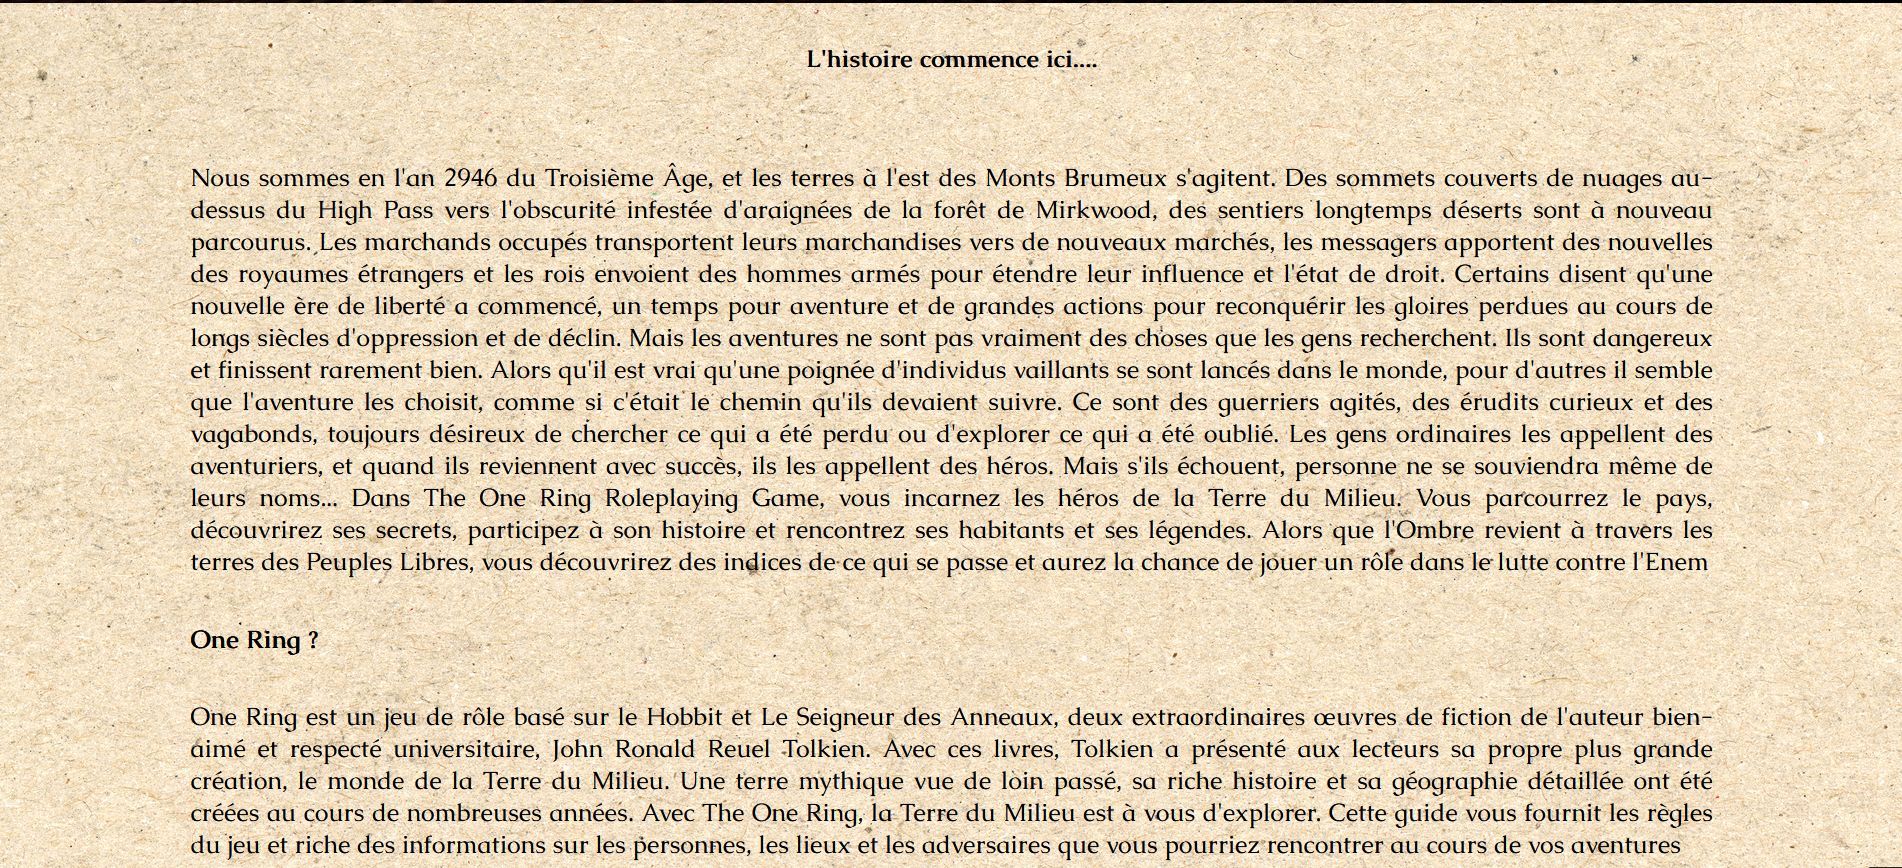 L'histoire commence ici....
Nous sommes en l'an 2946 du Troisième Âge, et les terres à l'est des Monts Brumeux s'agitent. Des sommets couverts de nuages au-
dessus du High Pass vers l'obscurité infestée d'araignées de la forêt de Mirkwood, des sentiers longtemps déserts sont à nouveau
parcourus. Les marchands occupés transportent leurs marchandises vers de nouveaux marchés, les messagers apportent des nouvelles
des royaumes étrangers et les rois envoient des hommes armés pour étendre leur influence et l'état de droit. Certains disent qu'une
nouvelle ère de liberté a commencé, un temps pour aventure et de grandes actions pour reconquérir les gloires perdues au cours de
longs siècles d'oppression et de déclin. Mais les aventures ne sont pas vraiment des choses que les gens recherchent. Ils sont dangereux
et finissent rarement bien. Alors qu'il est vrai qu'une poignée d'individus vaillants se sont lancés dans le monde, pour d'autres il semble
que l'aventure les choisit, comme si c'était le chemin qu'ils devaient suivre. Ce sont des guerriers agités, des érudits curieux et des
vagabonds, toujours désireux de chercher ce qui a été perdu ou d'explorer ce qui a été oublié. Les gens ordinaires les appellent des
aventuriers, et quand ils reviennent avec succès, ils les appellent des héros. Mais s'ils échouent, personne ne se souviendra même de
leurs noms... Dans The One Ring Roleplaying Game, vous incarnez les héros de la Terre du Milieu. Vous parcourrez le pays,
découvrirez ses secrets, participez à son histoire et rencontrez ses habitants et ses légendes. Alors que l'Ombre revient à travers les
terres des Peuples Libres, vous découvrirez des indices de ce qui se passe et aurez la chance de jouer un rôle dans le lutte contre l'Enem
One Ring ?
One Ring est un jeu de rôle basé sur le Hobbit et Le Seigneur des Anneaux, deux extraordinaires œuvres de fiction de l'auteur bien-
aimé et respecté universitaire, John Ronald Reuel Tolkien. Avec ces livres, Tolkien a présenté aux lecteurs sa propre plus grande
création, le monde de la Terre du Milieu. Une terre mythique vue de loin passé, sa riche histoire et sa géographie détaillée ont été
créées au cours de nombreuses années. Avec The One Ring, la Terre du Milieu est à vous d'explorer. Cette guide vous fournit les règles
du jeu et riche des informations sur les personnes, les lieux et les adversaires que vous pourriez rencontrer au cours de vos aventures